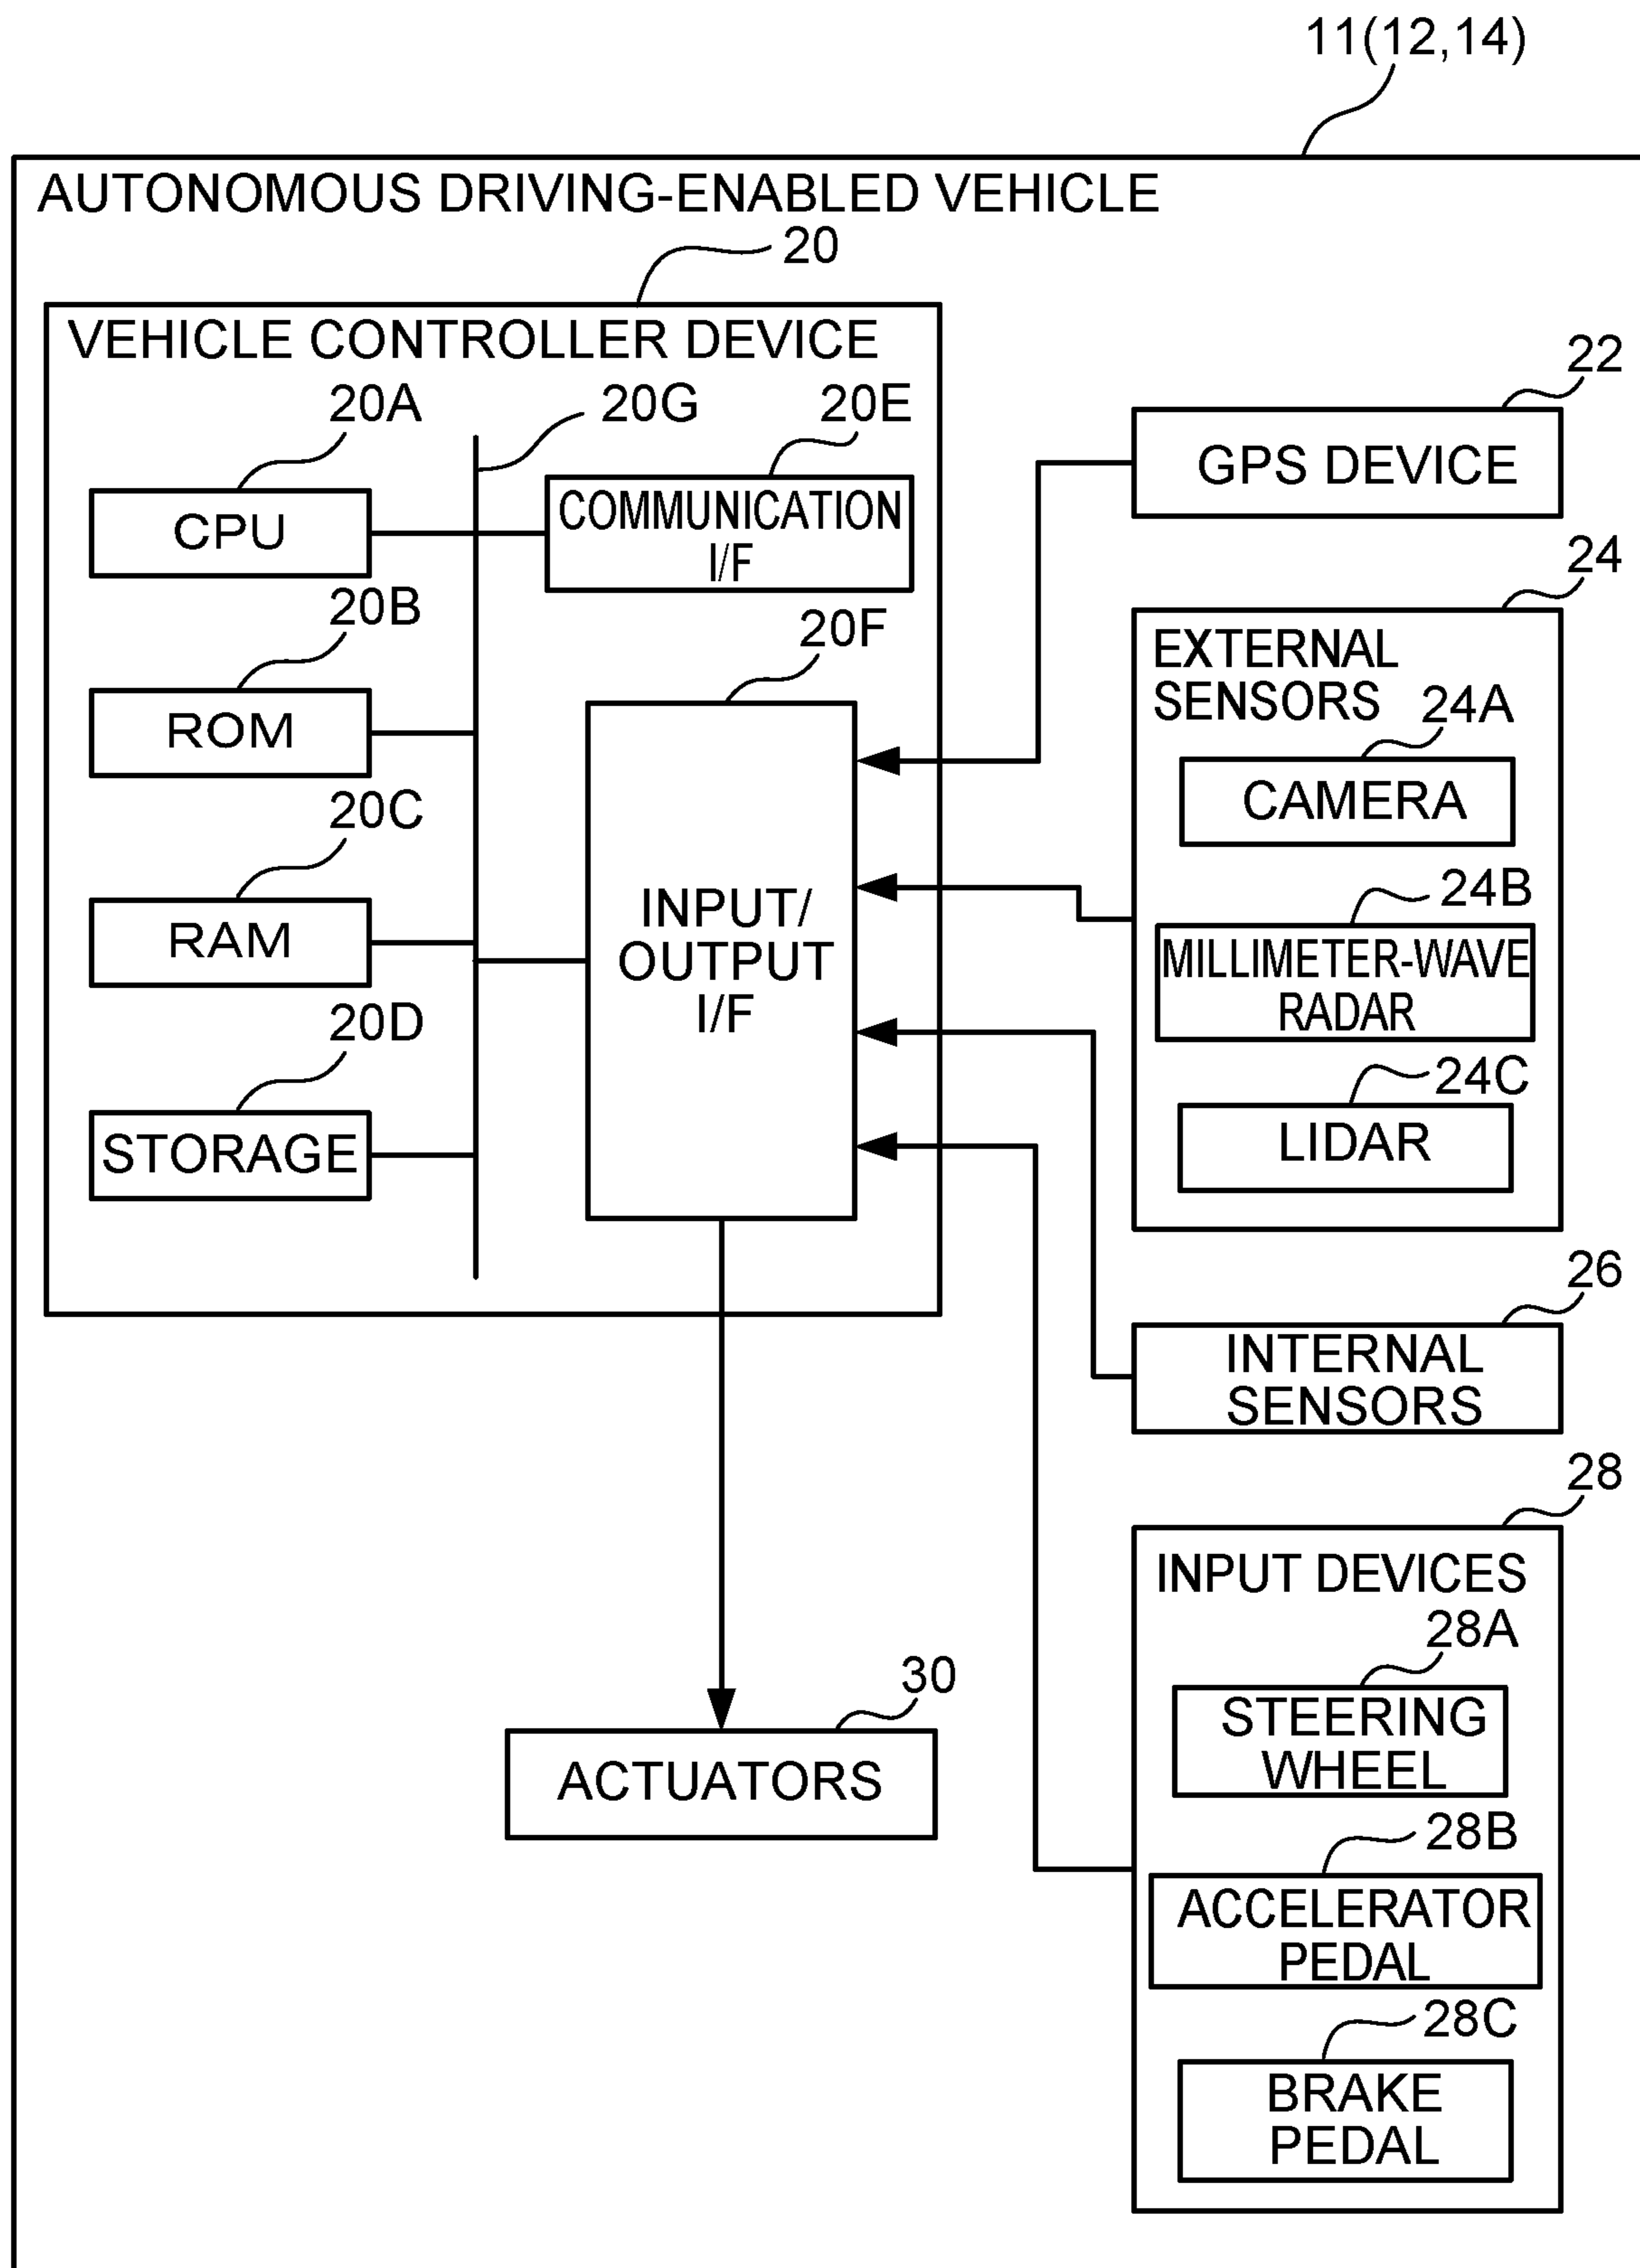 11(12,14)
AUTONOMOUS DRIVING-ENABLED VEHICLE
20
VEHICLE CONTROLLER DEVICE
20A
CPU
20B
ROM
20C
RAM
20D
STORAGE
20G
20E
COMMUNICATION
I/F
20F
INPUT/
OUTPUT
I/F
22
GPS DEVICE
24
EXTERNAL
SENSORS
24A
CAMERA
24B
MILLIMETER-WAVE
RADAR
24C
LIDAR
26
INTERNAL
SENSORS
28
INPUT DEVICES
28A
STEERING
WHEEL
28B
ACCELERATOR
PEDAL
28C
BRAKE
PEDAL
30
ACTUATORS